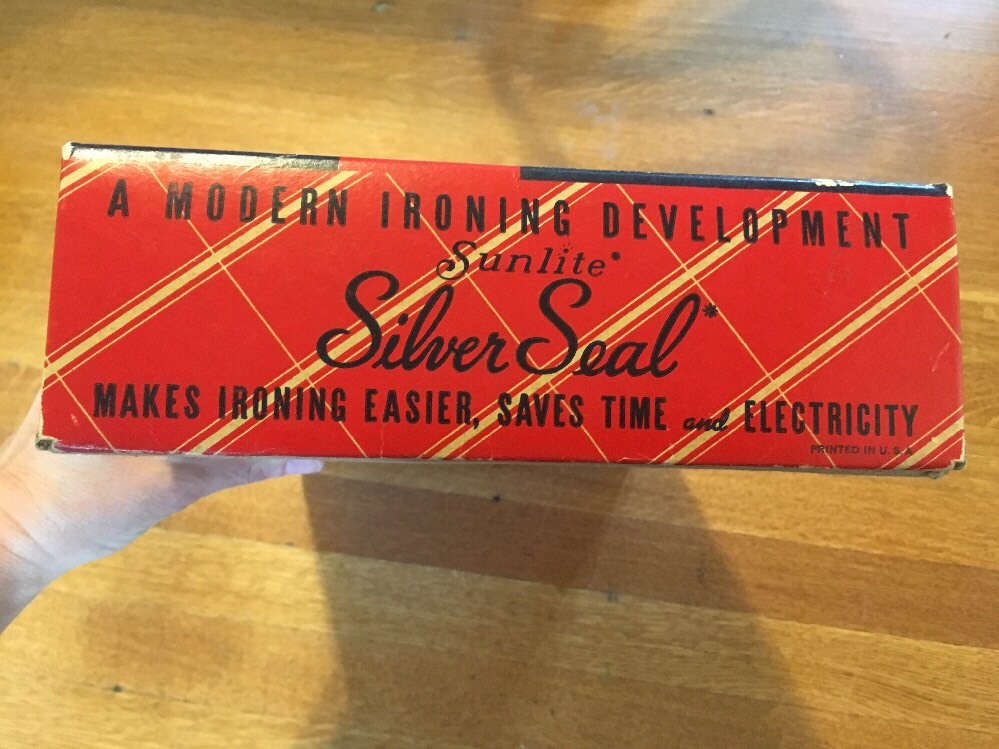 A MODERN IRONING DEVELOPMENT
Sunlite*
Silver Seal*
MAKES IRONING EASIER, SAVES TIME and ELECTRICITY
PRINTED IN U.S.A